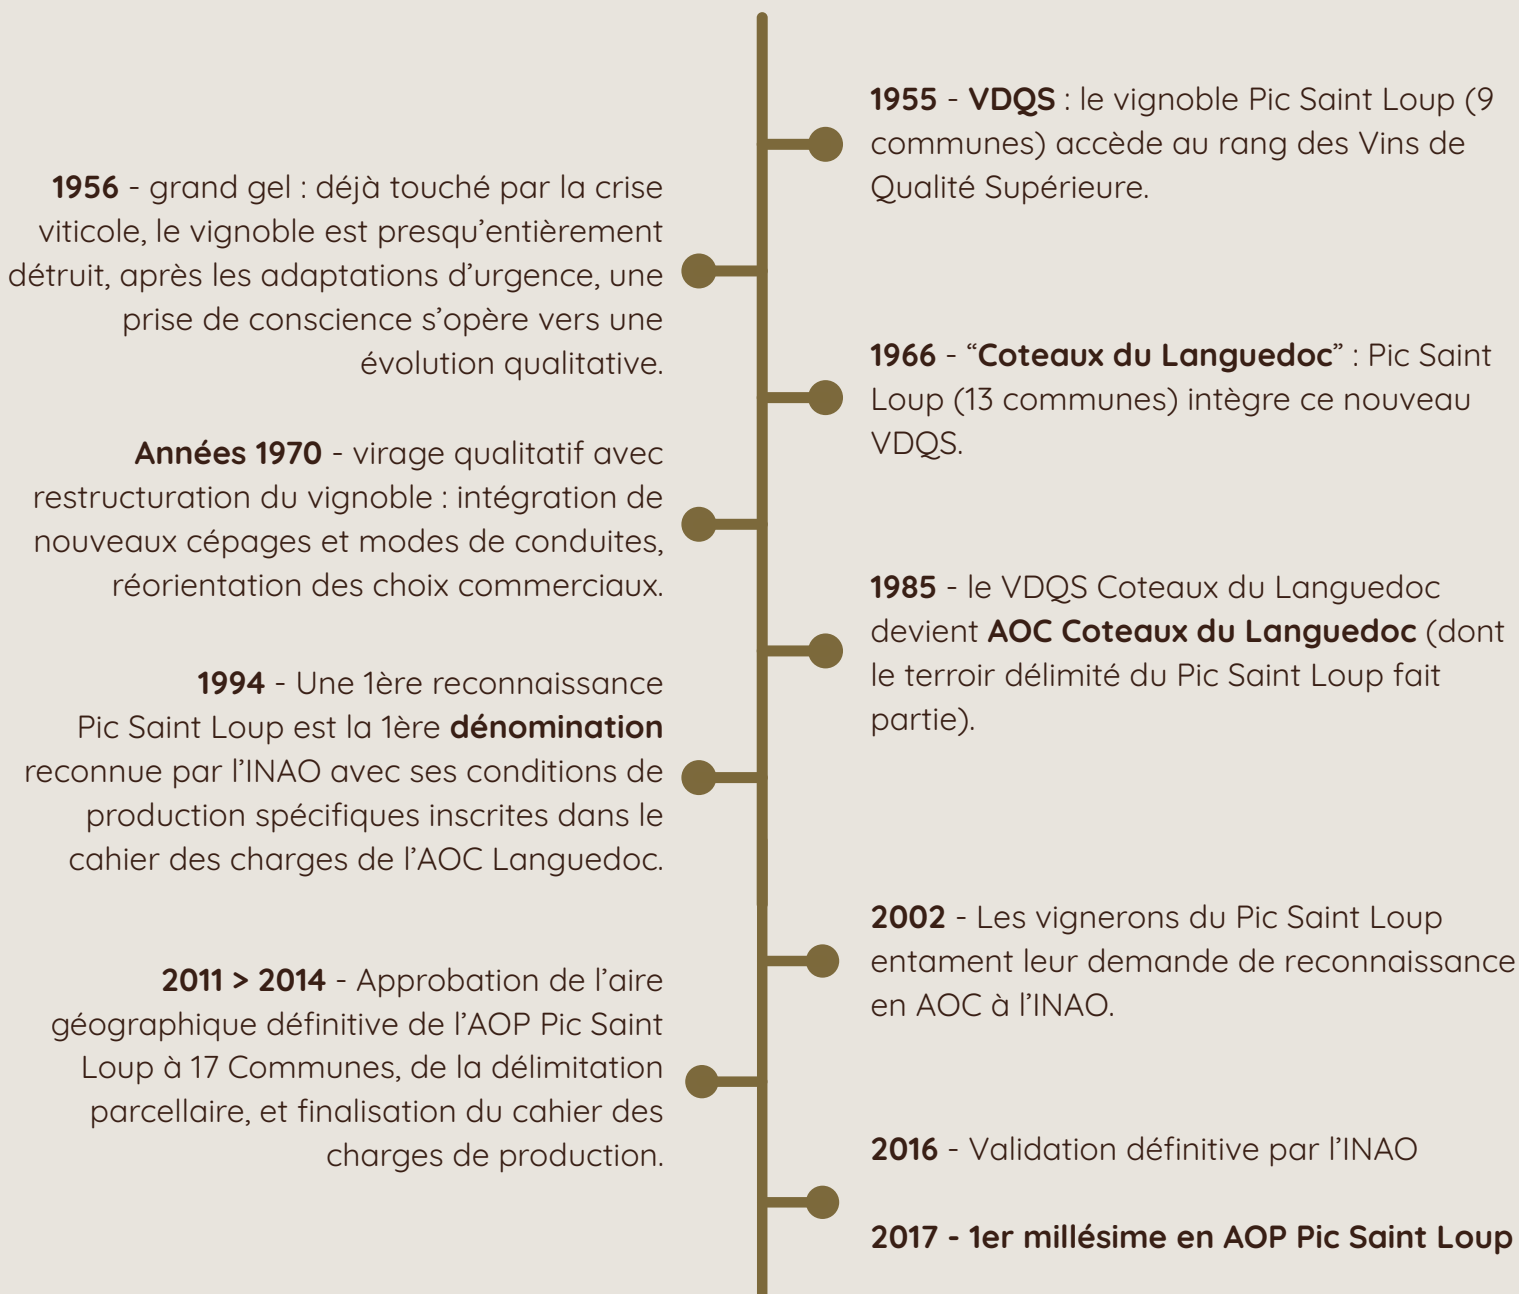 1955 - VDQS : le vignoble Pic Saint Loup (9
communes) accède au rang des Vins de
Qualité Supérieure.
1956 - grand gel : déjà touché par la crise
viticole, le vignoble est presqu’entièrement
détruit, après les adaptations d’urgence, une
prise de conscience s’opère vers une
évolution qualitative.
1966 - “Coteaux du Languedoc” : Pic Saint
Loup (13 communes) intègre ce nouveau
VDQS.
Années 1970 - virage qualitatif avec
restructuration du vignoble : intégration de
nouveaux cépages et modes de conduites,
réorientation des choix commerciaux.
1985 - le VDQS Coteaux du Languedoc
devient AOC Coteaux du Languedoc (dont
le terroir délimité du Pic Saint Loup fait
partie).
1994 - Une 1ère reconnaissance
Pic Saint Loup est la 1ère dénomination
reconnue par l’INAO avec ses conditions de
production spécifiques inscrites dans le
cahier des charges de l’AOC Languedoc.
2002 - Les vignerons du Pic Saint Loup
entament leur demande de reconnaissance
en AOC à l’INAO.
2011 > 2014 - Approbation de l’aire
géographique définitive de l’AOP Pic Saint
Loup à 17 Communes, de la délimitation
parcellaire, et finalisation du cahier des
charges de production.
2016 - Validation définitive par l’INAO
2017 - 1er millésime en AOP Pic Saint Loup